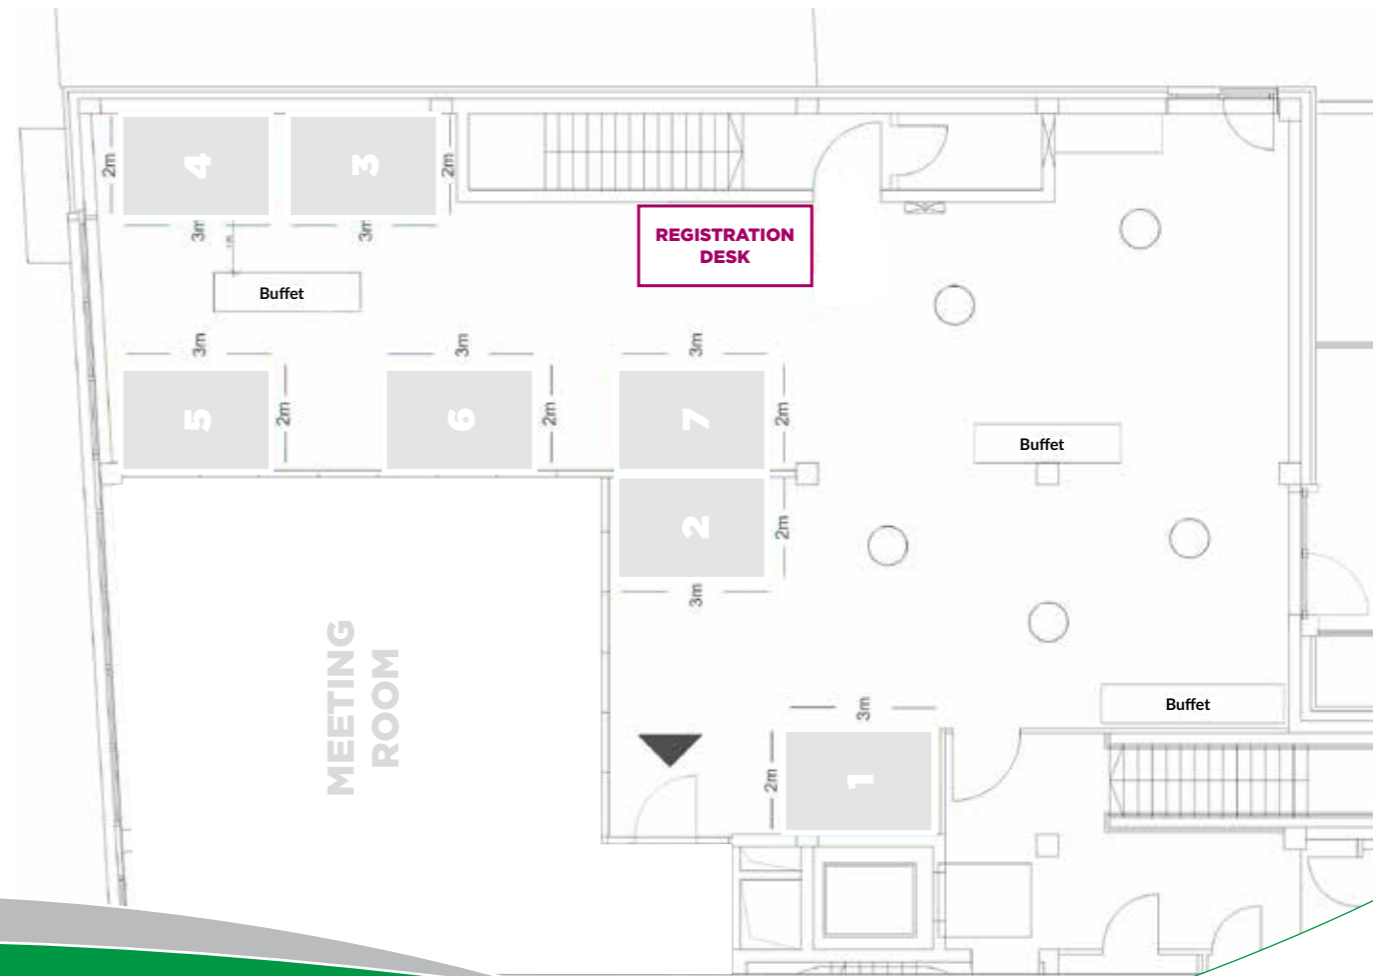 4
3
2m
2m
3m
3m
REGISTRATION
DESK
Buffet
3m
3m
3m
5
6
7
2m
2m
2m
Buffet
2
2m
3m
MEETING
ROOM
Buffet
3m
1
2m